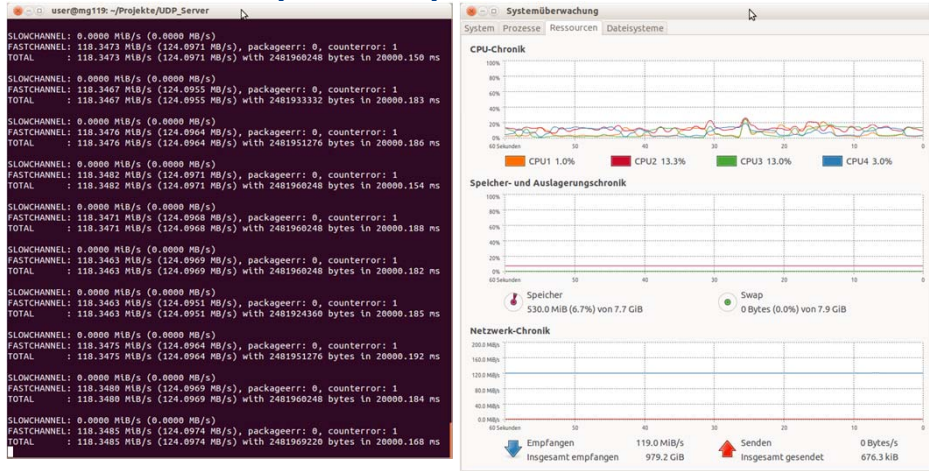 user@mg119: ~/Projekte/UDP_Server
SLOWCHANNEL: 0.0000 MiB/s (0.0000 MB/s)
FASTCHANNEL: 118.3473 MiB/s (124.0971 MB/s), packageerr: 0, counterror: 1
TOTAL : 118.3473 MiB/s (124.0971 MB/s) with 2481960248 bytes in 20000.150 ms
SLOWCHANNEL: 0.0000 MiB/s (0.0000 MB/s)
FASTCHANNEL: 118.3467 MiB/s (124.0955 MB/s), packageerr: 0, counterror: 1
TOTAL : 118.3467 MiB/s (124.0955 MB/s) with 2481933332 bytes in 20000.183 ms
SLOWCHANNEL: 0.0000 MiB/s (0.0000 MB/s)
FASTCHANNEL: 118.3476 MiB/s (124.0964 MB/s), packageerr: 0, counterror: 1
TOTAL : 118.3476 MiB/s (124.0964 MB/s) with 2481951276 bytes in 20000.186 ms
SLOWCHANNEL: 0.0000 MiB/s (0.0000 MB/s)
FASTCHANNEL: 118.3482 MiB/s (124.0971 MB/s), packageerr: 0, counterror: 1
TOTAL : 118.3482 MiB/s (124.0971 MB/s) with 2481960248 bytes in 20000.154 ms
SLOWCHANNEL: 0.0000 MiB/s (0.0000 MB/s)
FASTCHANNEL: 118.3471 MiB/s (124.0968 MB/s), packageerr: 0, counterror: 1
TOTAL : 118.3471 MiB/s (124.0968 MB/s) with 2481960248 bytes in 20000.188 ms
SLOWCHANNEL: 0.0000 MiB/s (0.0000 MB/s)
FASTCHANNEL: 118.3463 MiB/s (124.0969 MB/s), packageerr: 0, counterror: 1
TOTAL : 118.3463 MiB/s (124.0969 MB/s) with 2481960248 bytes in 20000.182 ms
SLOWCHANNEL: 0.0000 MiB/s (0.0000 MB/s)
FASTCHANNEL: 118.3463 MiB/s (124.0951 MB/s), packageerr: 0, counterror: 1
TOTAL : 118.3463 MiB/s (124.0951 MB/s) with 2481924360 bytes in 20000.185 ms
SLOWCHANNEL: 0.0000 MiB/s (0.0000 MB/s)
FASTCHANNEL: 118.3475 MiB/s (124.0964 MB/s), packageerr: 0, counterror: 1
TOTAL : 118.3475 MiB/s (124.0964 MB/s) with 2481951276 bytes in 20000.192 ms
SLOWCHANNEL: 0.0000 MiB/s (0.0000 MB/s)
FASTCHANNEL: 118.3480 MiB/s (124.0969 MB/s), packageerr: 0, counterror: 1
TOTAL : 118.3480 MiB/s (124.0969 MB/s) with 2481960248 bytes in 20000.184 ms
SLOWCHANNEL: 0.0000 MiB/s (0.0000 MB/s)
FASTCHANNEL: 118.3485 MiB/s (124.0974 MB/s), packageerr: 0, counterror: 1
TOTAL : 118.3485 MiB/s (124.0974 MB/s) with 2481969220 bytes in 20000.168 ms
Systemüberwachung
System Prozesse Ressourcen Dateisysteme
CPU-Chronik
100%
80%
60%
40%
20%
0%
60 Sekunden 50 40 30 20 10 0
CPU1 1.0% CPU2 13.3% CPU3 13.0% CPU4 3.0%
Speicher- und Auslagerungschronik
100%
80%
60%
40%
20%
0%
60 Sekunden 50 40 30 20 10 0
Speicher
530.0 MiB (6.7%) von 7.7 GiB
Swap
0 Bytes (0.0%) von 7.9 GiB
Netzwerk-Chronik
200.0 MiB/s
160.0 MiB/s
120.0 MiB/s
80.0 MiB/s
40.0 MiB/s
0.0 MiB/s
60 Sekunden 50 40 30 20 10 0
Empfangen 119.0 MiB/s
Insgesamt empfangen 979.2 GiB
Senden 0 Bytes/s
Insgesamt gesendet 676.3 kiB